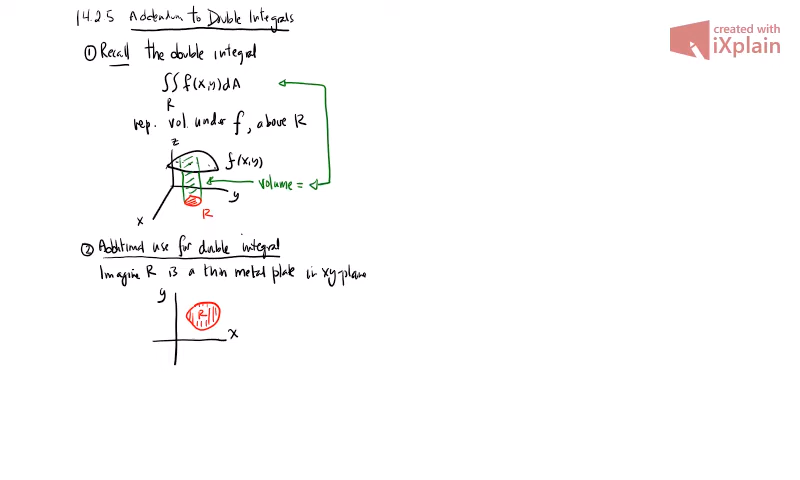 14.2.5 Addendum to Double Integrals
created with
iXplain
① Recall the double integral
∬ f(x,y)dA
R
rep. vol. under f, above R
z
f(x,y)
volume =
y
R
x
② Additional use for double integral
Imagine R is a thin metal plate in xy-plane
y
R
x